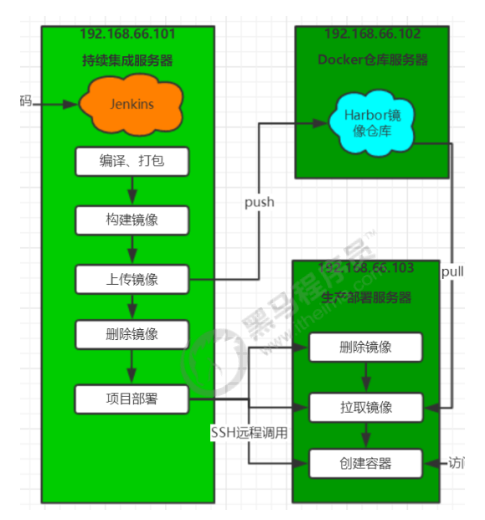 192.168.66.101
持续集成服务器
码
Jenkins
编译、打包
构建镜像
上传镜像
删除镜像
项目部署
push
SSH远程调用
192.168.66.102
Docker仓库服务器
Harbor镜
像仓库
pull
192.168.66.103
生产部署服务器
删除镜像
拉取镜像
创建容器
访问
黑马程序员™